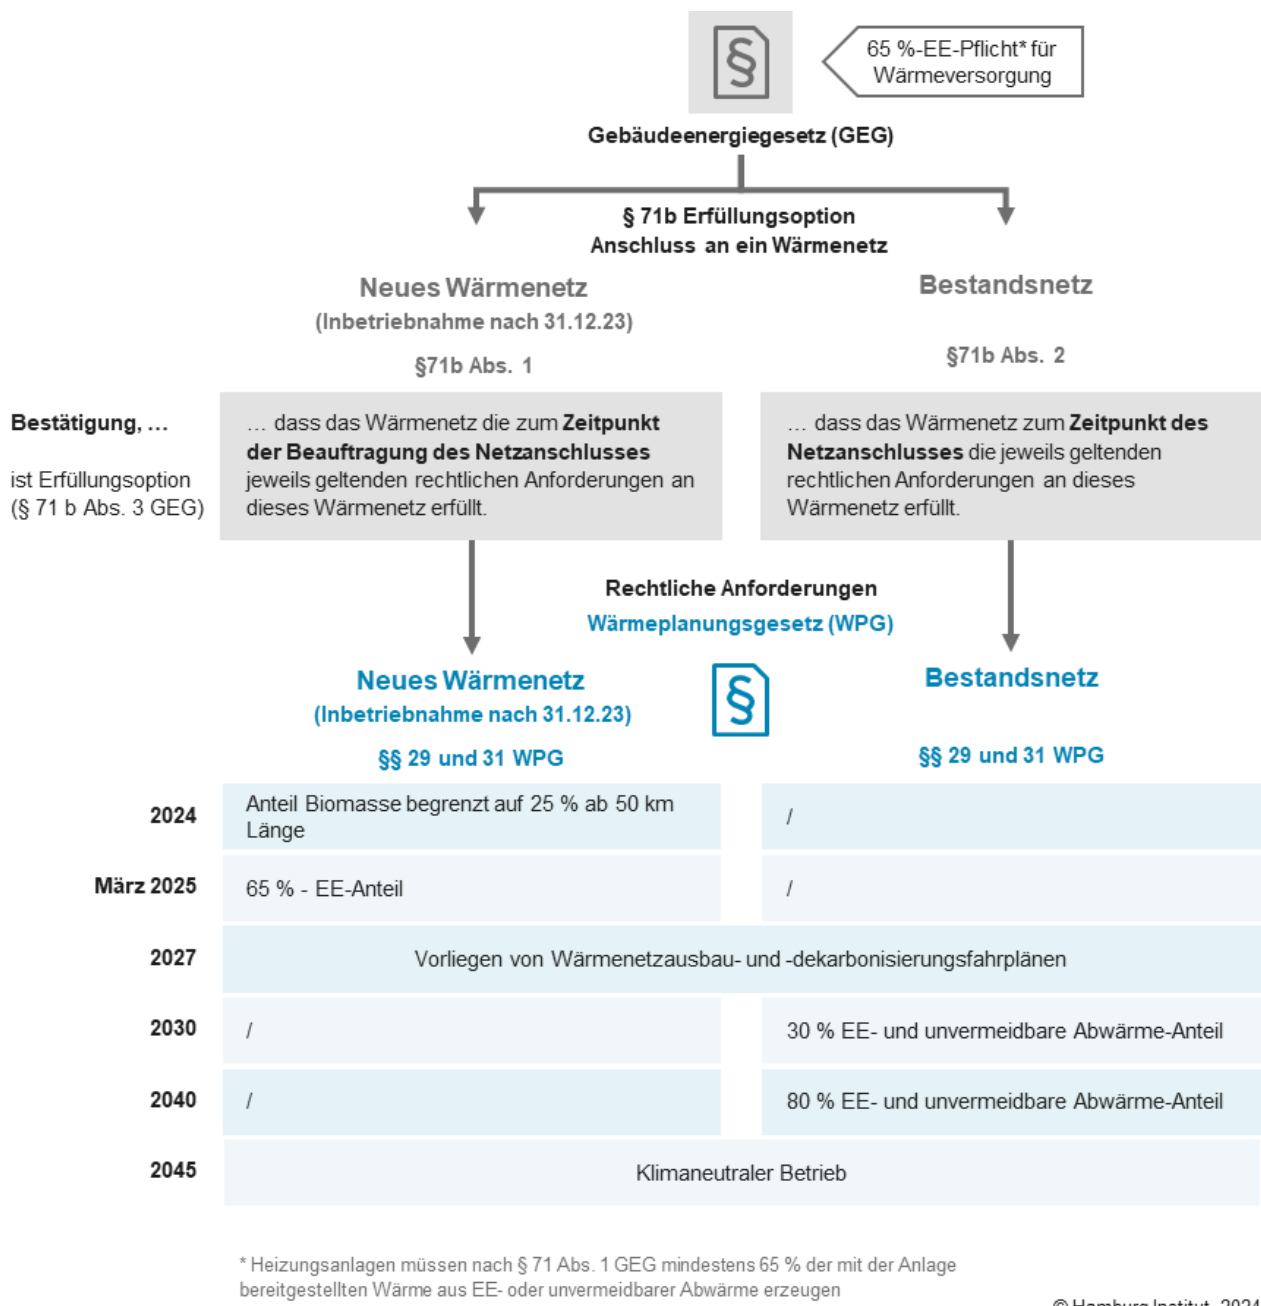 §
65 %-EE-Pflicht* für
Wärmeversorgung
Gebäudeenergiegesetz (GEG)
§ 71b Erfüllungsoption
Anschluss an ein Wärmenetz
Neues Wärmenetz
(Inbetriebnahme nach 31.12.23)
§71b Abs. 1
Bestandsnetz
§71b Abs. 2
Bestätigung, …
ist Erfüllungsoption
(§ 71 b Abs. 3 GEG)
… dass das Wärmenetz die zum Zeitpunkt
der Beauftragung des Netzanschlusses
jeweils geltenden rechtlichen Anforderungen an
dieses Wärmenetz erfüllt.
… dass das Wärmenetz zum Zeitpunkt des
Netzanschlusses die jeweils geltenden
rechtlichen Anforderungen an dieses
Wärmenetz erfüllt.
Rechtliche Anforderungen
Wärmeplanungsgesetz (WPG)
§
Neues Wärmenetz
(Inbetriebnahme nach 31.12.23)
§§ 29 und 31 WPG
Bestandsnetz
§§ 29 und 31 WPG
2024
Anteil Biomasse begrenzt auf 25 % ab 50 km
Länge
/
März 2025
65 % - EE-Anteil
/
2027
Vorliegen von Wärmenetzausbau- und -dekarbonisierungsfahrplänen
2030
/
30 % EE- und unvermeidbare Abwärme-Anteil
2040
/
80 % EE- und unvermeidbare Abwärme-Anteil
2045
Klimaneutraler Betrieb
* Heizungsanlagen müssen nach § 71 Abs. 1 GEG mindestens 65 % der mit der Anlage
bereitgestellten Wärme aus EE- oder unvermeidbarer Abwärme erzeugen
© Hamburg Institut, 2024